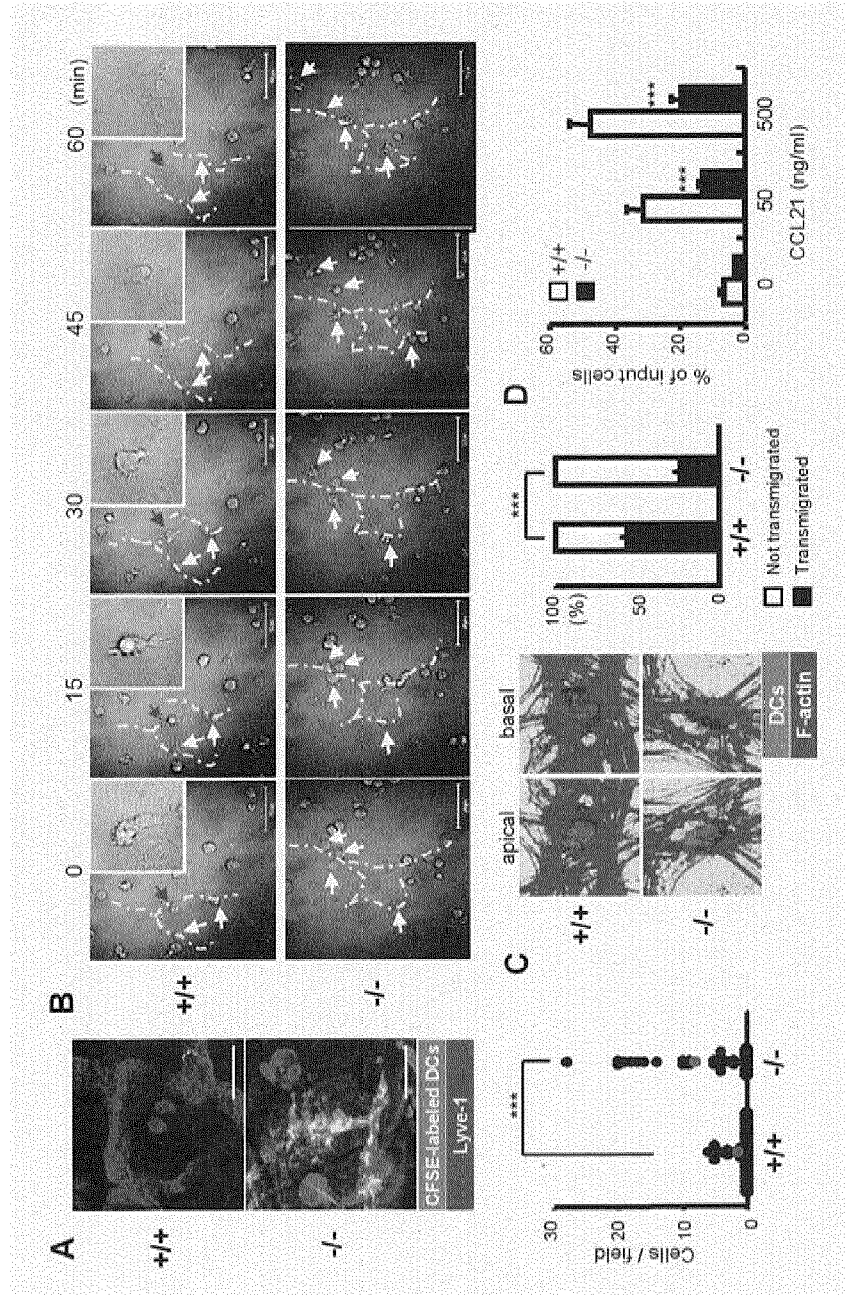 A
+/+
-/-
CFSE-labeled DCs
Lyve-1
30
20
10
0
Cells / field
***
+/+
-/-
B
0
15
30
45
60 (min)
+/+
-/-
C
apical
basal
+/+
-/-
DCs
F-actin
100
(%)
50
0
***
+/+
-/-
Not transmigrated
Transmigrated
D
+/+
-/-
60
40
20
0
% of input cells
***
***
0
50
500
CCL21 (ng/ml)